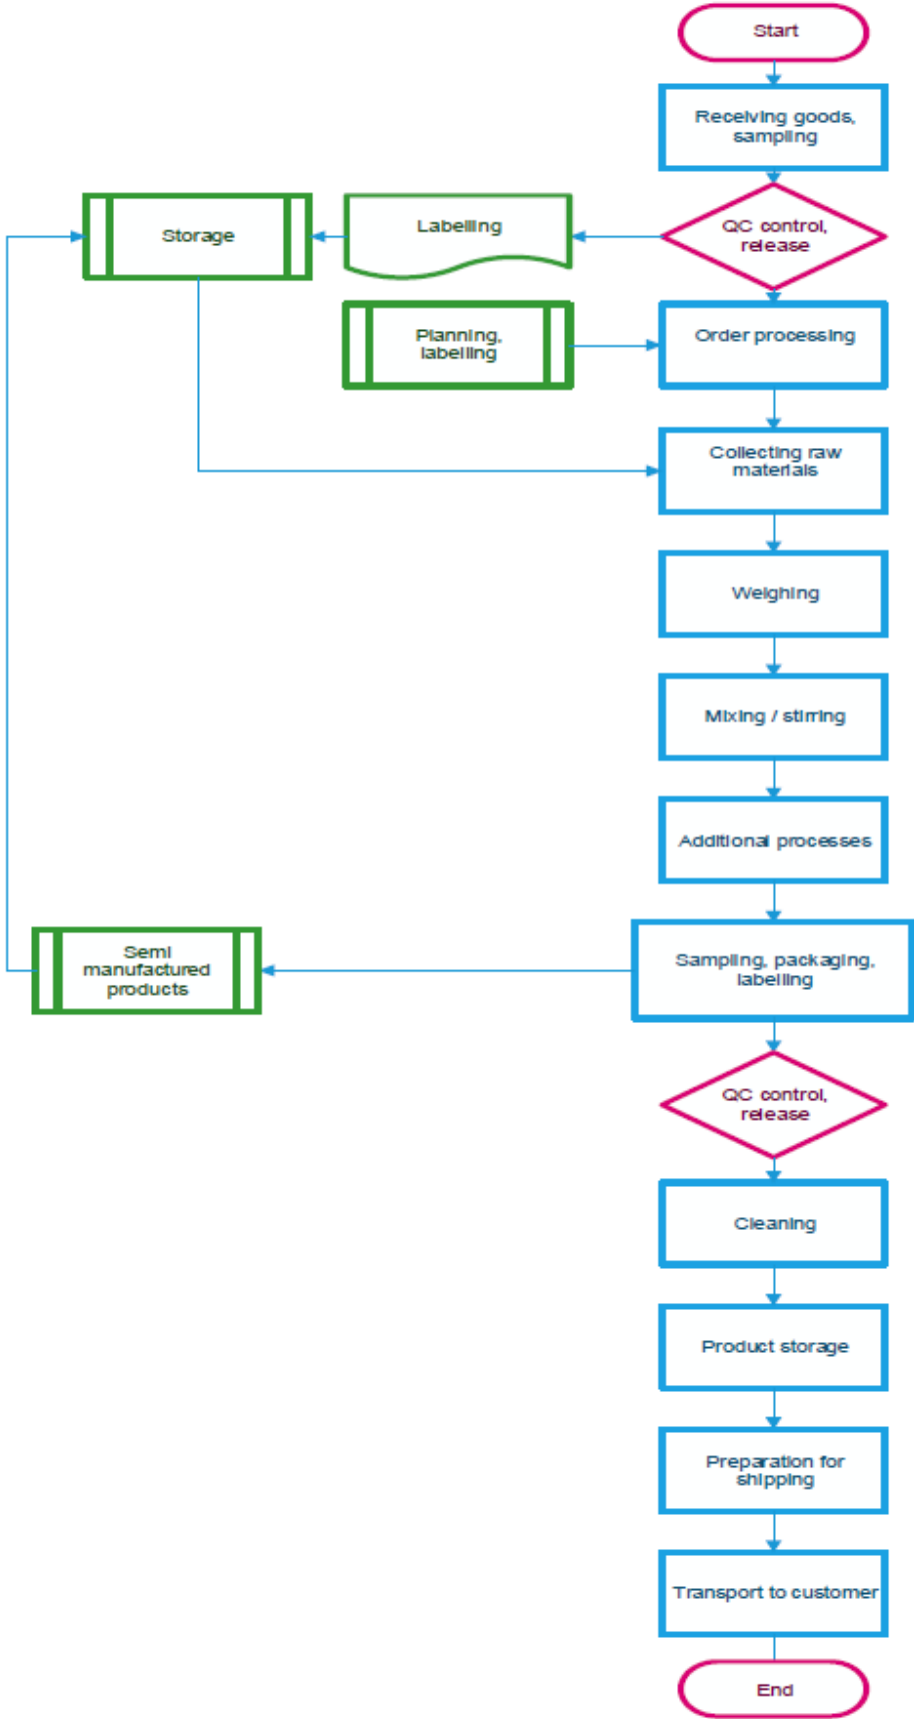 Start
Receiving goods,
sampling
QC control,
release
Labelling
Storage
Planning,
labelling
Order processing
Collecting raw
materials
Weighing
Mixing / stirring
Additional processes
Sampling, packaging,
labelling
Semi
manufactured
products
QC control,
release
Cleaning
Product storage
Preparation for
shipping
Transport to customer
End